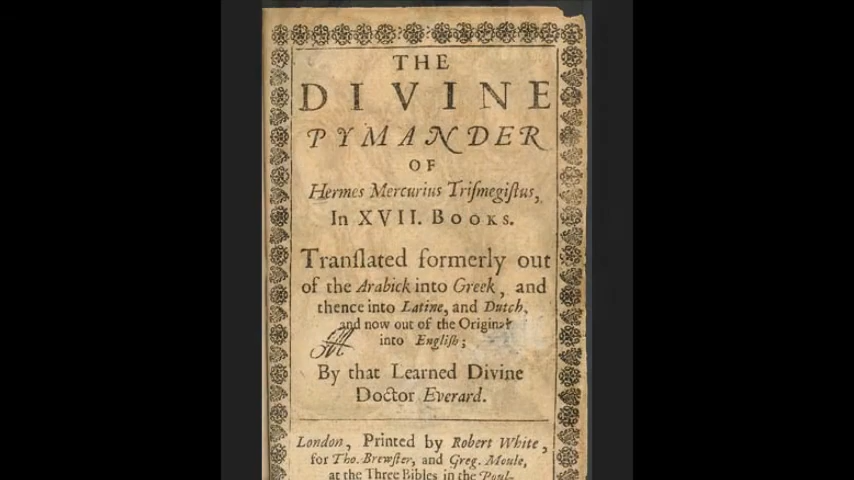 THE
DIVINE
PYMANDER
OF
Hermes Mercurius Triſmegiſtus,
In XVII. Books.
Tranſlated formerly out
of the Arabick into Greek, and
thence into Latine, and Dutch,
and now out of the Original
into Engliſh;
By that Learned Divine
Doctor Everard.
London, Printed by Robert White,
for Tho. Brewſter, and Greg. Moule,
at the Three Bibles in the Poul-